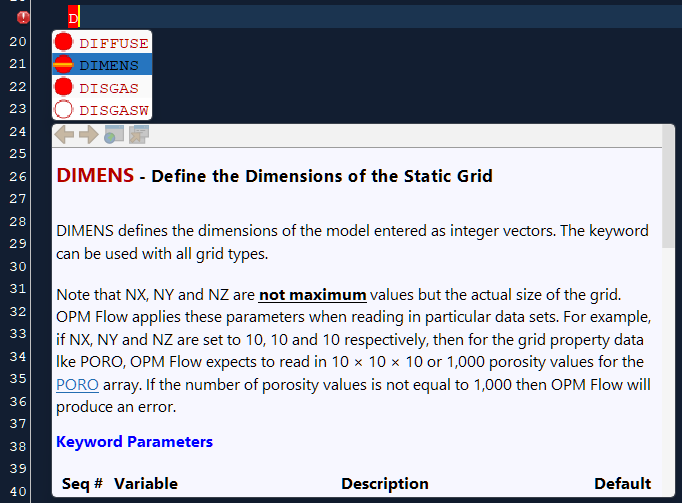 D
20
DIFFUSE
21
DIMENS
22
DISGAS
23
DISGASW
24
25
26
DIMENS - Define the Dimensions of the Static Grid
27
28
DIMENS defines the dimensions of the model entered as integer vectors. The keyword
29
can be used with all grid types.
30
31
Note that NX, NY and NZ are not maximum values but the actual size of the grid.
32
OPM Flow applies these parameters when reading in particular data sets. For example,
33
if NX, NY and NZ are set to 10, 10 and 10 respectively, then for the grid property data
34
lke PORO, OPM Flow expects to read in 10 × 10 × 10 or 1,000 porosity values for the
35
PORO array. If the number of porosity values is not equal to 1,000 then OPM Flow will
36
produce an error.
37
38
Keyword Parameters
39
40
Seq # Variable Description Default